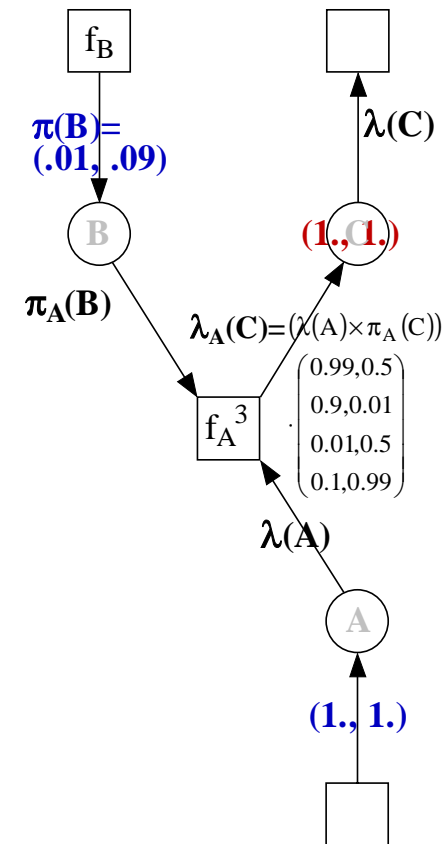 f_B
π(B)=
(.01, .09)
λ(C)
B
C
(1., 1.)
π_A(B)
λ_A(C)=(λ(A)×π_A(C))
·
0.99,0.5
0.9,0.01
0.01,0.5
0.1,0.99
f_A^3
λ(A)
A
(1., 1.)